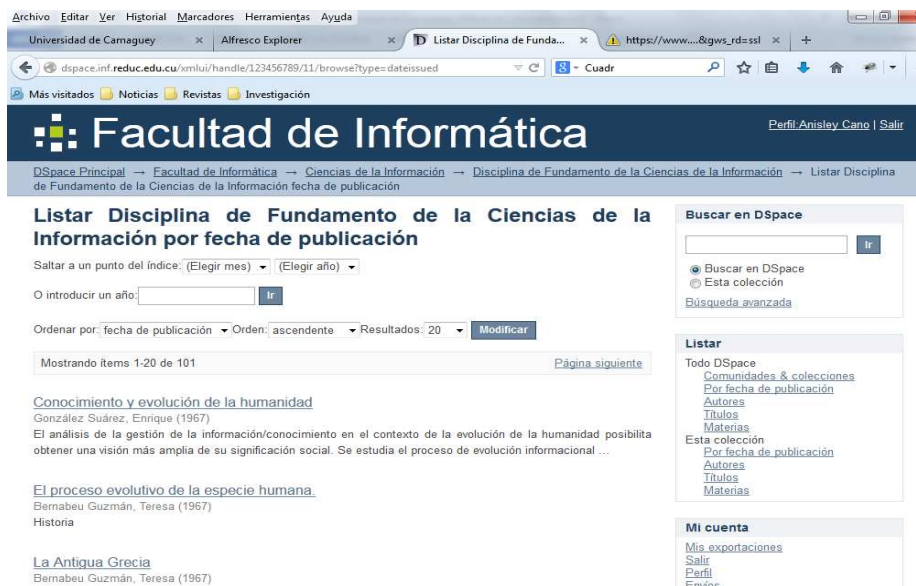 Archivo Editar Ver Historial Marcadores Herramientas Ayuda
Universidad de Camaguey × Alfresco Explorer × D Listar Disciplina de Funda... × https://www....&gws_rd=ssl × +
dspace.inf.reduc.edu.cu/xmlui/handle/123456789/11/browse?type=dateissued 8 Cuadr
Más visitados Noticias Revistas Investigación
Facultad de Informática
Perfil:Anisley Cano | Salir
DSpace Principal → Facultad de Informática → Ciencias de la Información → Disciplina de Fundamento de la Ciencias de la Información → Listar Disciplina
de Fundamento de la Ciencias de la Información fecha de publicación
Listar Disciplina de Fundamento de la Ciencias de la
Información por fecha de publicación
Saltar a un punto del índice: (Elegir mes) (Elegir año)
O introducir un año: Ir
Ordenar por: fecha de publicación Orden: ascendente Resultados: 20 Modificar
Mostrando ítems 1-20 de 101 Página siguiente
Conocimiento y evolución de la humanidad
González Suárez, Enrique (1967)
El análisis de la gestión de la información/conocimiento en el contexto de la evolución de la humanidad posibilita
obtener una visión más amplia de su significación social. Se estudia el proceso de evolución informacional ...
El proceso evolutivo de la especie humana.
Bernabeu Guzmán, Teresa (1967)
Historia
La Antigua Grecia
Bernabeu Guzmán, Teresa (1967)
Buscar en DSpace
Ir
Buscar en DSpace
Esta colección
Búsqueda avanzada
Listar
Todo DSpace
Comunidades & colecciones
Por fecha de publicación
Autores
Títulos
Materias
Esta colección
Por fecha de publicación
Autores
Títulos
Materias
Mi cuenta
Mis exportaciones
Salir
Perfil
Envíos